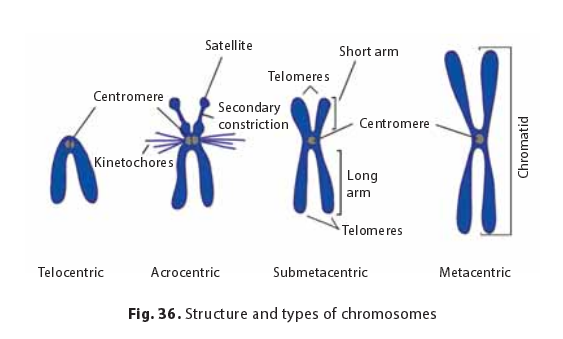 Satellite
Short arm
Telomeres
Centromere
Secondary
constriction
Centromere
Kinetochores
Long
arm
Chromatid
Telomeres
Telocentric
Acrocentric
Submetacentric
Metacentric
Fig. 36. Structure and types of chromosomes